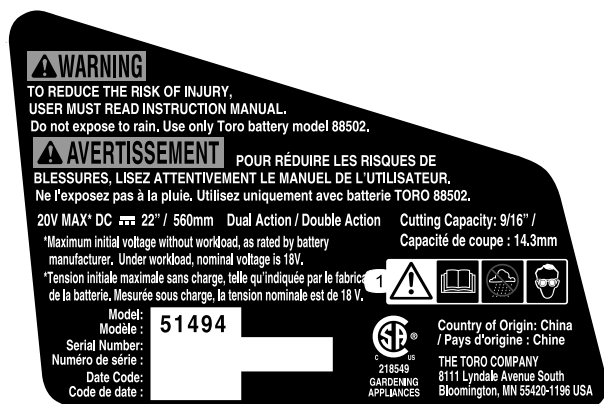 WARNING
TO REDUCE THE RISK OF INJURY,
USER MUST READ INSTRUCTION MANUAL.
Do not expose to rain. Use only Toro battery model 88502.
AVERTISSEMENT POUR RÉDUIRE LES RISQUES DE
BLESSURES, LISEZ ATTENTIVEMENT LE MANUEL DE L'UTILISATEUR.
Ne l'exposez pas à la pluie. Utilisez uniquement avec batterie TORO 88502.
20V MAX* DC 22" / 560mm Dual Action / Double Action
*Maximum initial voltage without workload, as rated by battery
manufacturer. Under workload, nominal voltage is 18V.
*Tension initiale maximale sans charge, telle qu'indiquée par le fabrica
de la batterie. Mesurée sous charge, la tension nominale est de 18 V.
Cutting Capacity: 9/16" /
Capacité de coupe : 14.3mm
1
Model: 51494
Modèle :
Serial Number:
Numéro de série :
Date Code:
Code de date :
SA ®
C US
218549
GARDENING
APPLIANCES
Country of Origin: China
/ Pays d'origine : Chine
THE TORO COMPANY
8111 Lyndale Avenue South
Bloomington, MN 55420-1196 USA